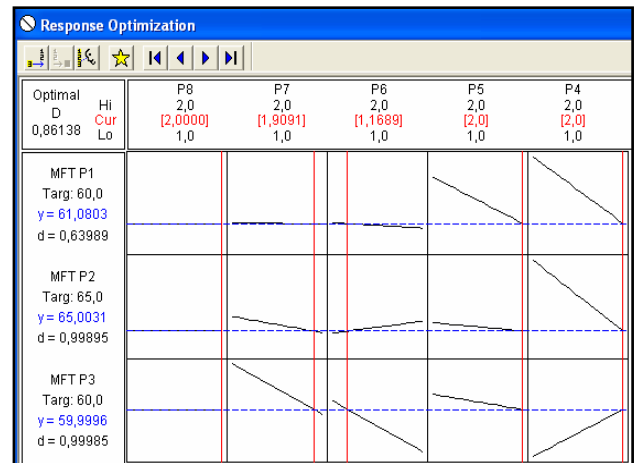 Response Optimization
Optimal
D
0,86138
Hi
Cur
Lo
P8
2,0
[2,0000]
1,0
P7
2,0
[1,9091]
1,0
P6
2,0
[1,1689]
1,0
P5
2,0
[2,0]
1,0
P4
2,0
[2,0]
1,0
MFT P1
Targ: 60,0
y = 61,0803
d = 0,63989
MFT P2
Targ: 65,0
y = 65,0031
d = 0,99895
MFT P3
Targ: 60,0
y = 59,9996
d = 0,99985